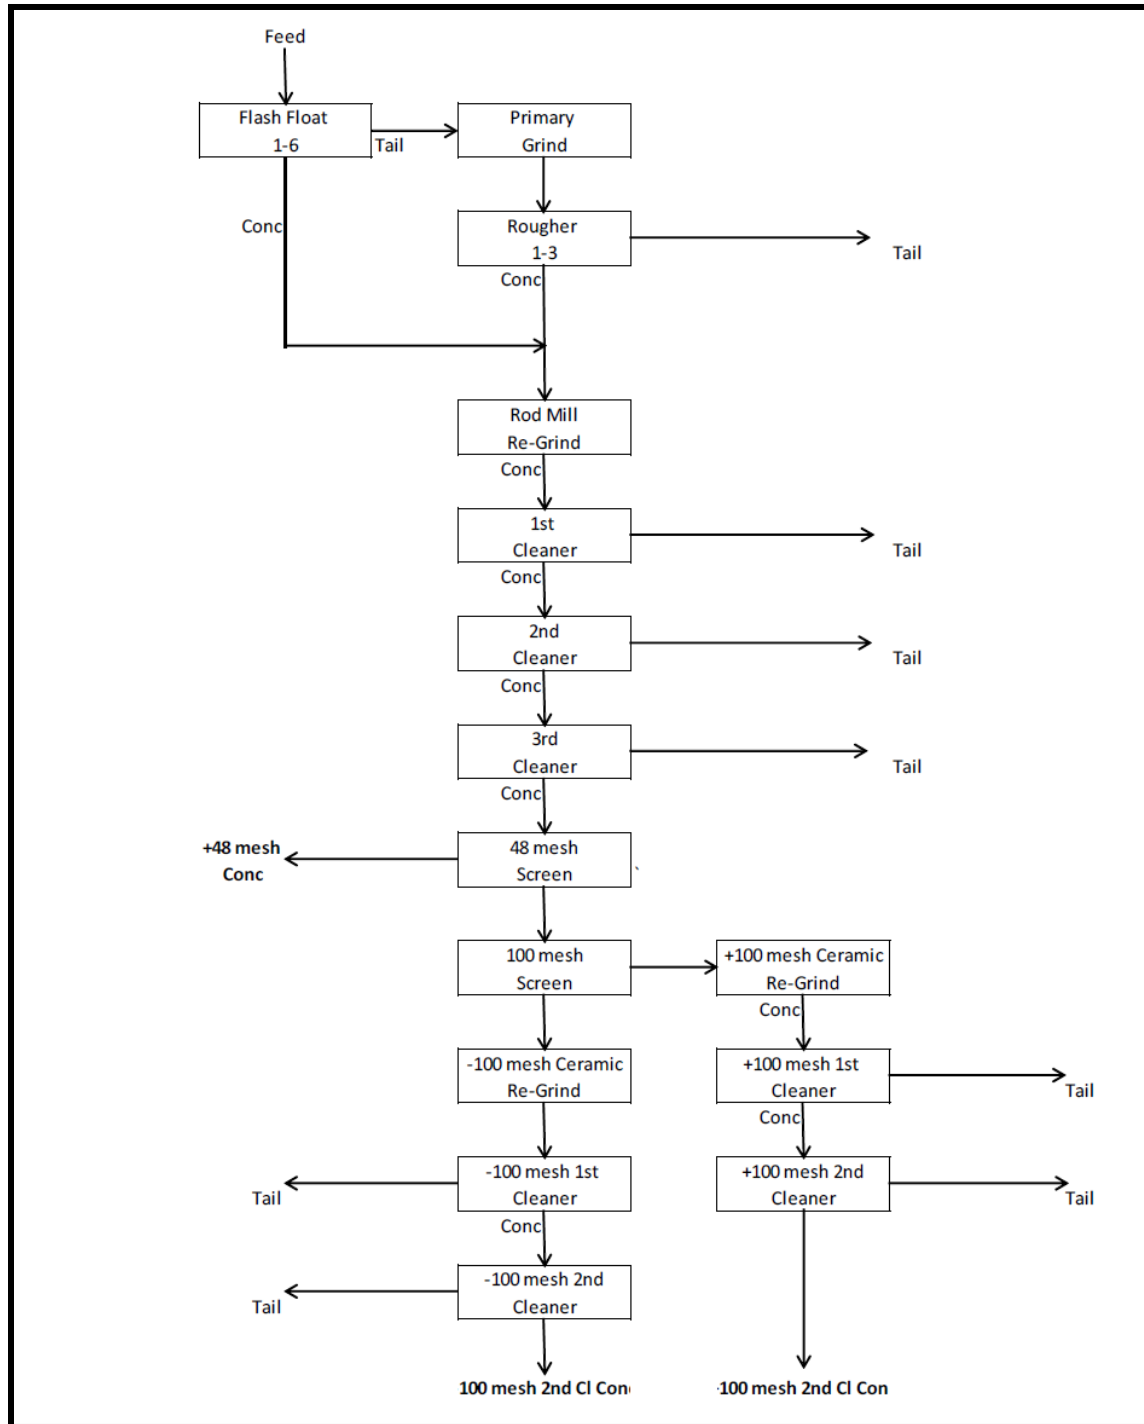 Feed
Flash Float
1-6
Tail
Primary
Grind
Conc
Rougher
1-3
Tail
Conc
Rod Mill
Re-Grind
Conc
1st
Cleaner
Tail
Conc
2nd
Cleaner
Tail
Conc
3rd
Cleaner
Tail
Conc
+48 mesh
Conc
48 mesh
Screen
100 mesh
Screen
+100 mesh Ceramic
Re-Grind
Conc
-100 mesh Ceramic
Re-Grind
+100 mesh 1st
Cleaner
Tail
Conc
-100 mesh 1st
Cleaner
Tail
Conc
+100 mesh 2nd
Cleaner
Tail
-100 mesh 2nd
Cleaner
Tail
100 mesh 2nd Cl Con
100 mesh 2nd Cl Con